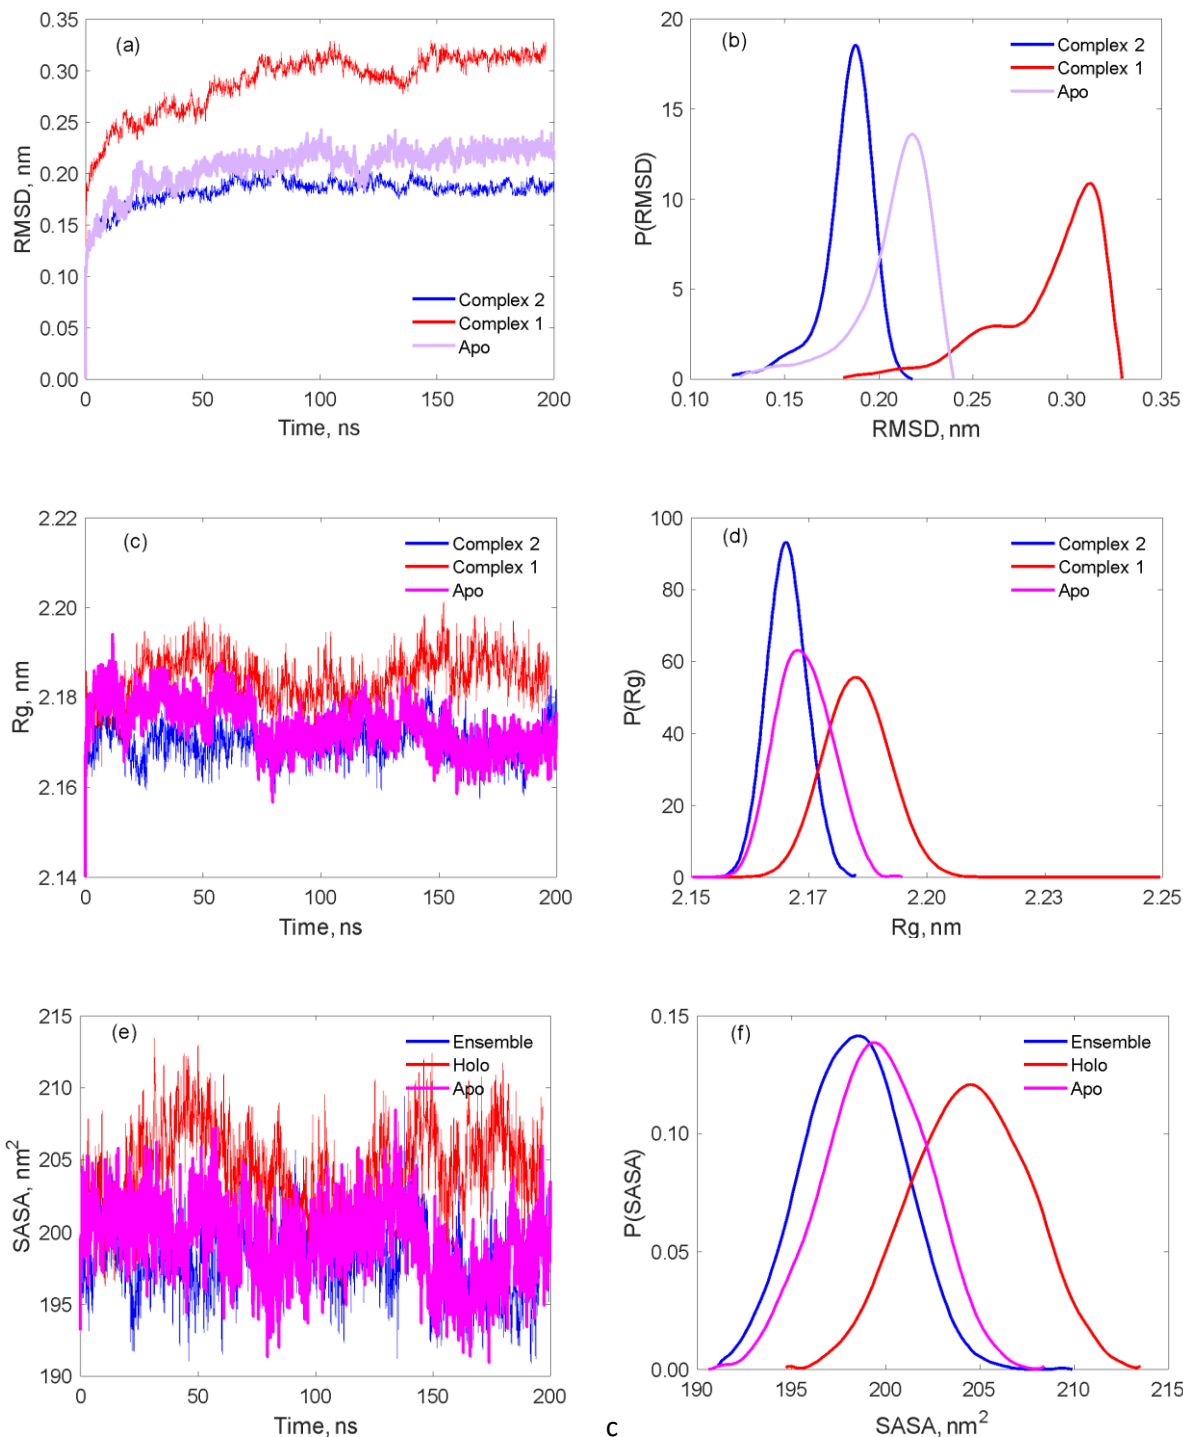 (a)
0.35
0.30
0.25
0.20
0.15
0.10
0.05
0.00
RMSD, nm
Complex 2
Complex 1
Apo
0 50 100 150 200
Time, ns
(b)
20
15
10
5
0
P(RMSD)
Complex 2
Complex 1
Apo
0.10 0.15 0.20 0.25 0.30 0.35
RMSD, nm
(c)
2.22
2.20
2.18
2.16
2.14
Rg, nm
Complex 2
Complex 1
Apo
0 50 100 150 200
Time, ns
(d)
100
80
60
40
20
0
P(Rg)
Complex 2
Complex 1
Apo
2.15 2.17 2.20 2.23 2.25
Rg, nm
(e)
215
210
205
200
195
190
SASA, nm²
Ensemble
Holo
Apo
0 50 100 150 200
Time, ns
(f)
0.15
0.10
0.05
0.00
P(SASA)
Ensemble
Holo
Apo
190 195 200 205 210 215
SASA, nm²
c